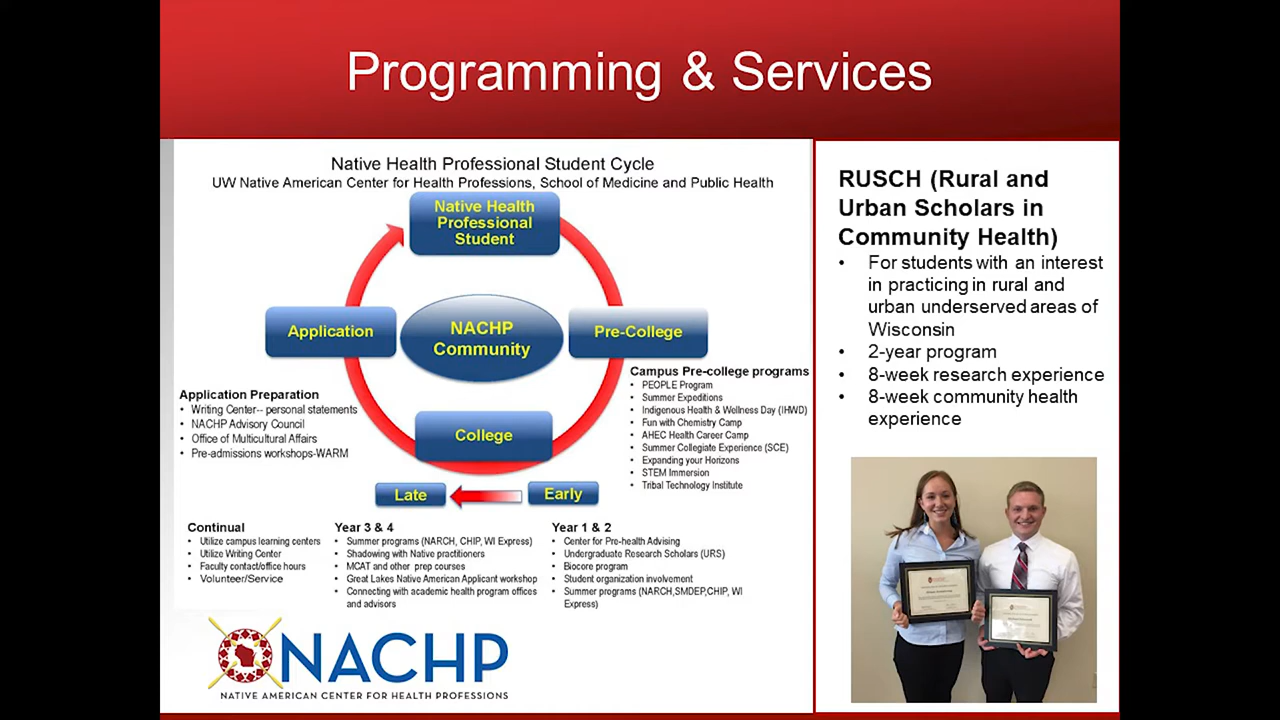 Programming & Services
Native Health Professional Student Cycle
UW Native American Center for Health Professions, School of Medicine and Public Health
Native Health
Professional
Student
Application
NACHP
Community
Pre-College
College
Late
Early
Application Preparation
• Writing Center-- personal statements
• NACHP Advisory Council
• Office of Multicultural Affairs
• Pre-admissions workshops-WARM
Campus Pre-college programs
• PEOPLE Program
• Summer Expeditions
• Indigenous Health & Wellness Day (IHWD)
• Fun with Chemistry Camp
• AHEC Health Career Camp
• Summer Collegiate Experience (SCE)
• Expanding your Horizons
• STEM Immersion
• Tribal Technology Institute
Continual
• Utilize campus learning centers
• Utilize Writing Center
• Faculty contact/office hours
• Volunteer/Service
Year 3 & 4
• Summer programs (NARCH, CHIP, WI Express)
• Shadowing with Native practitioners
• MCAT and other prep courses
• Great Lakes Native American Applicant workshop
• Connecting with academic health program offices
and advisors
Year 1 & 2
• Center for Pre-health Advising
• Undergraduate Research Scholars (URS)
• Biocore program
• Student organization involvement
• Summer programs (NARCH,SMDEP,CHIP, WI
Express)
NACHP
NATIVE AMERICAN CENTER FOR HEALTH PROFESSIONS
RUSCH (Rural and
Urban Scholars in
Community Health)
• For students with an interest
in practicing in rural and
urban underserved areas of
Wisconsin
• 2-year program
• 8-week research experience
• 8-week community health
experience